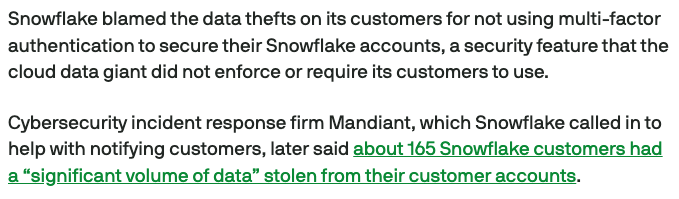 Snowflake blamed the data thefts on its customers for not using multi-factor
authentication to secure their Snowflake accounts, a security feature that the
cloud data giant did not enforce or require its customers to use.
Cybersecurity incident response firm Mandiant, which Snowflake called in to
help with notifying customers, later said about 165 Snowflake customers had
a “significant volume of data” stolen from their customer accounts.